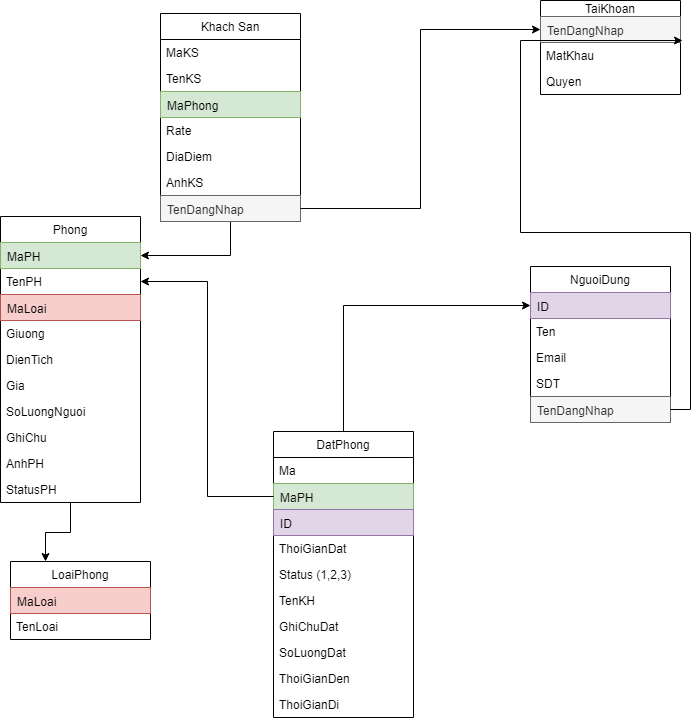 Khach San
MaKS
TenKS
MaPhong
Rate
DiaDiem
AnhKS
TenDangNhap
TaiKhoan
TenDangNhap
MatKhau
Quyen
Phong
MaPH
TenPH
MaLoai
Giuong
DienTich
Gia
SoLuongNguoi
GhiChu
AnhPH
StatusPH
NguoiDung
ID
Ten
Email
SDT
TenDangNhap
DatPhong
Ma
MaPH
ID
ThoiGianDat
Status (1,2,3)
TenKH
GhiChuDat
SoLuongDat
ThoiGianDen
ThoiGianDi
LoaiPhong
MaLoai
TenLoai